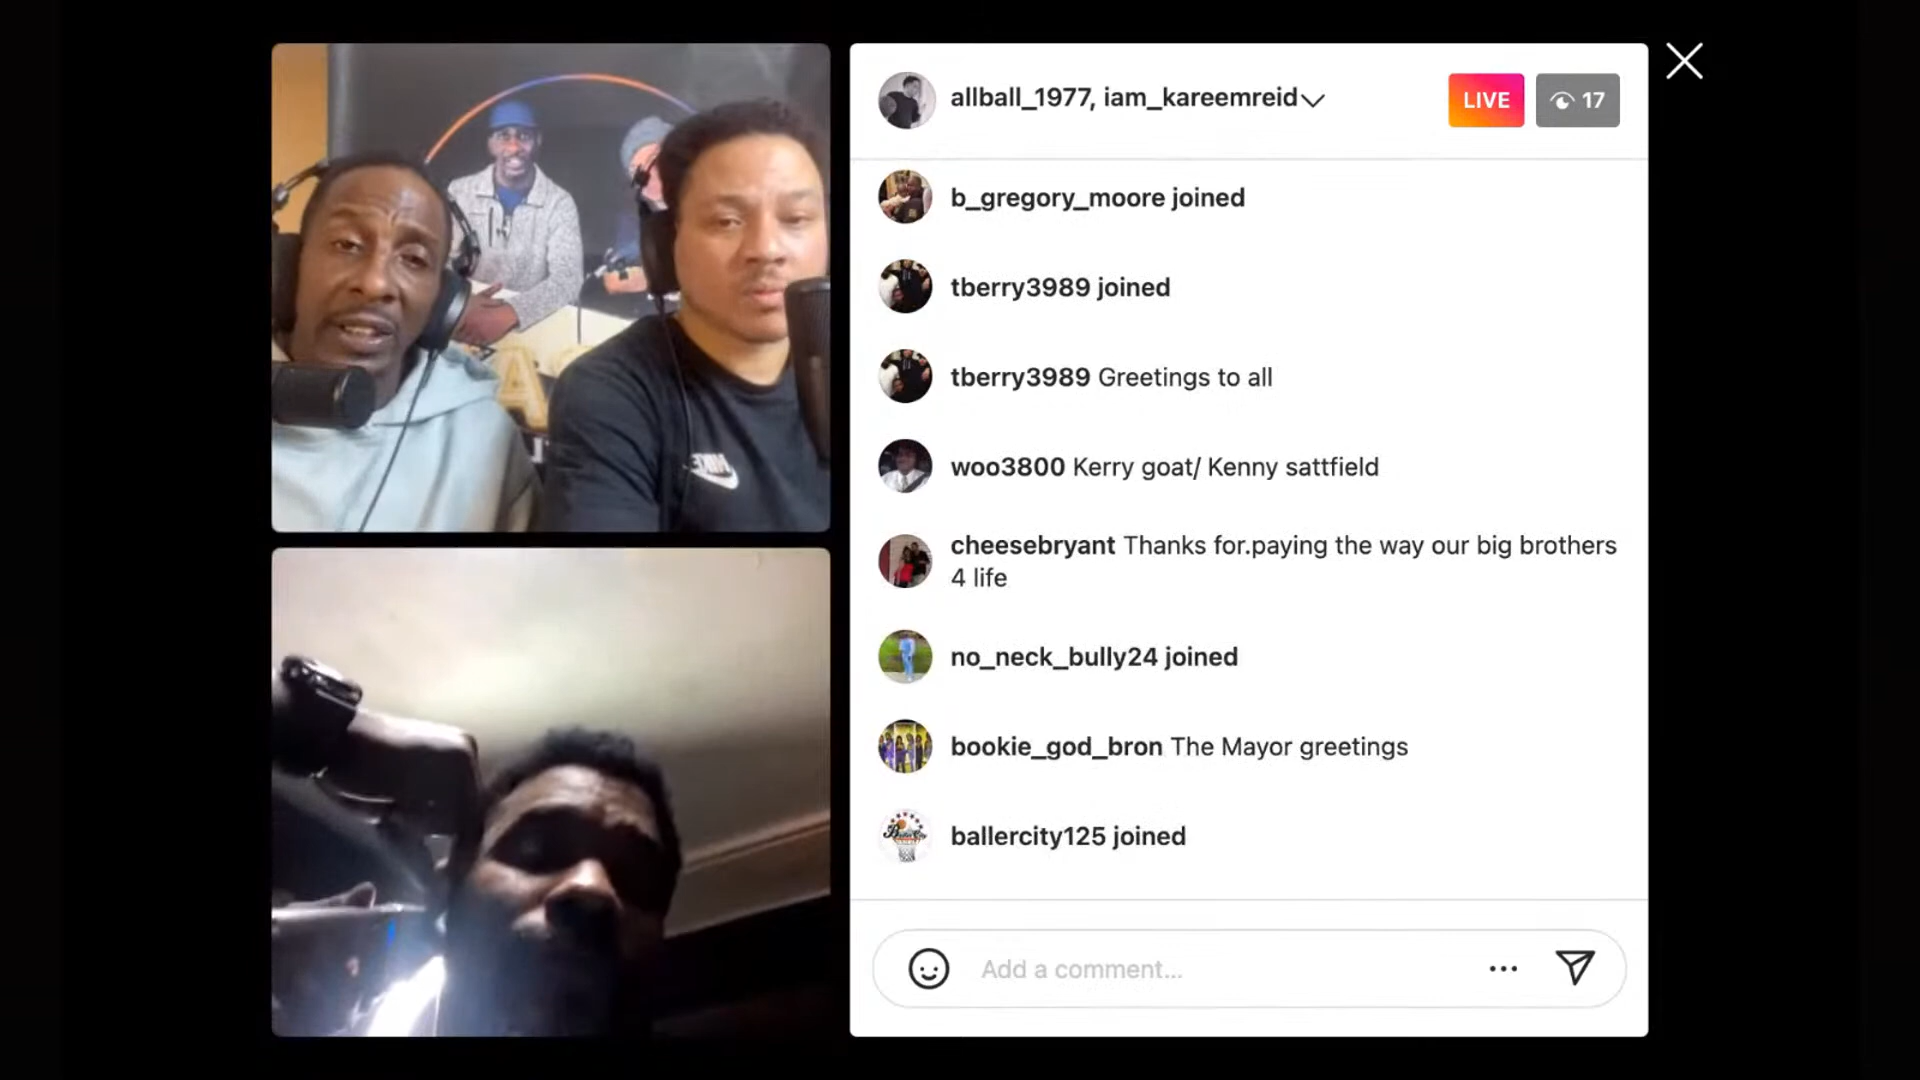 allball_1977, iam_kareemreid
LIVE
17
b_gregory_moore joined
tberry3989 joined
tberry3989 Greetings to all
woo3800 Kerry goat/ Kenny sattfield
cheesebryant Thanks for.paying the way our big brothers
4 life
no_neck_bully24 joined
bookie_god_bron The Mayor greetings
ballercity125 joined
Add a comment...